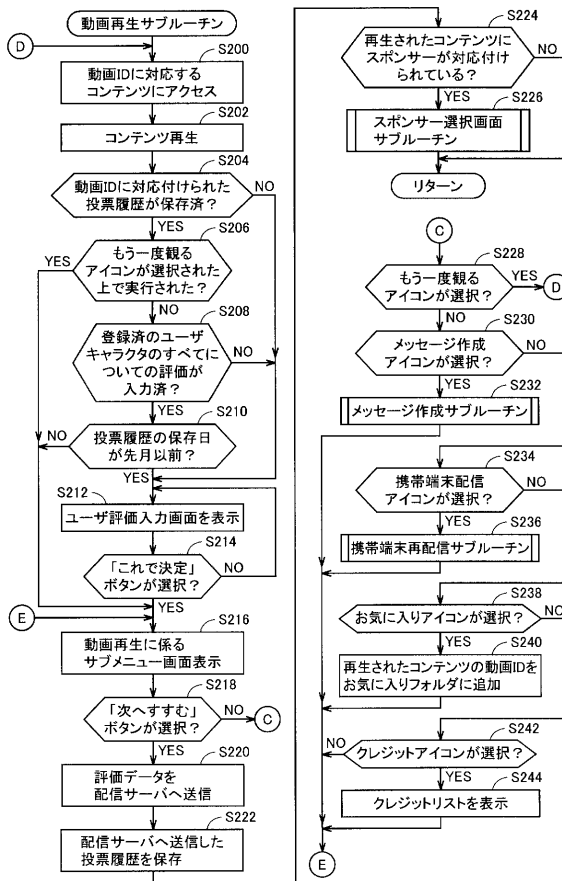 動画再生サブルーチン
D
S200
動画IDに対応する
コンテンツにアクセス
S202
コンテンツ再生
S204
動画IDに対応付けられた
投票履歴が保存済?
NO
YES
S206
YES
もう一度観る
アイコンが選択された
上で実行された?
NO
S208
登録済のユーザ
キャラクタのすべてに
ついての評価が
入力済?
NO
YES
S210
NO
投票履歴の保存日
が先月以前?
YES
S212
ユーザ評価入力画面を表示
S214
「これで決定」
ボタンが選択?
NO
YES
E
S216
動画再生に係る
サブメニュー画面表示
S218
「次へすすむ」
ボタンが選択?
NO
C
YES
S220
評価データを
配信サーバへ送信
S222
配信サーバへ送信した
投票履歴を保存
S224
再生されたコンテンツに
スポンサーが対応付け
られている?
NO
YES
S226
スポンサー選択画面
サブルーチン
リターン
C
S228
もう一度観る
アイコンが選択?
YES
D
NO
S230
メッセージ作成
アイコンが選択?
NO
YES
S232
メッセージ作成サブルーチン
S234
携帯端末配信
アイコンが選択?
NO
YES
S236
携帯端末再配信サブルーチン
S238
お気に入りアイコンが選択?
NO
YES
S240
再生されたコンテンツの動画IDを
お気に入りフォルダに追加
S242
NO
クレジットアイコンが選択?
YES
S244
クレジットリストを表示
E